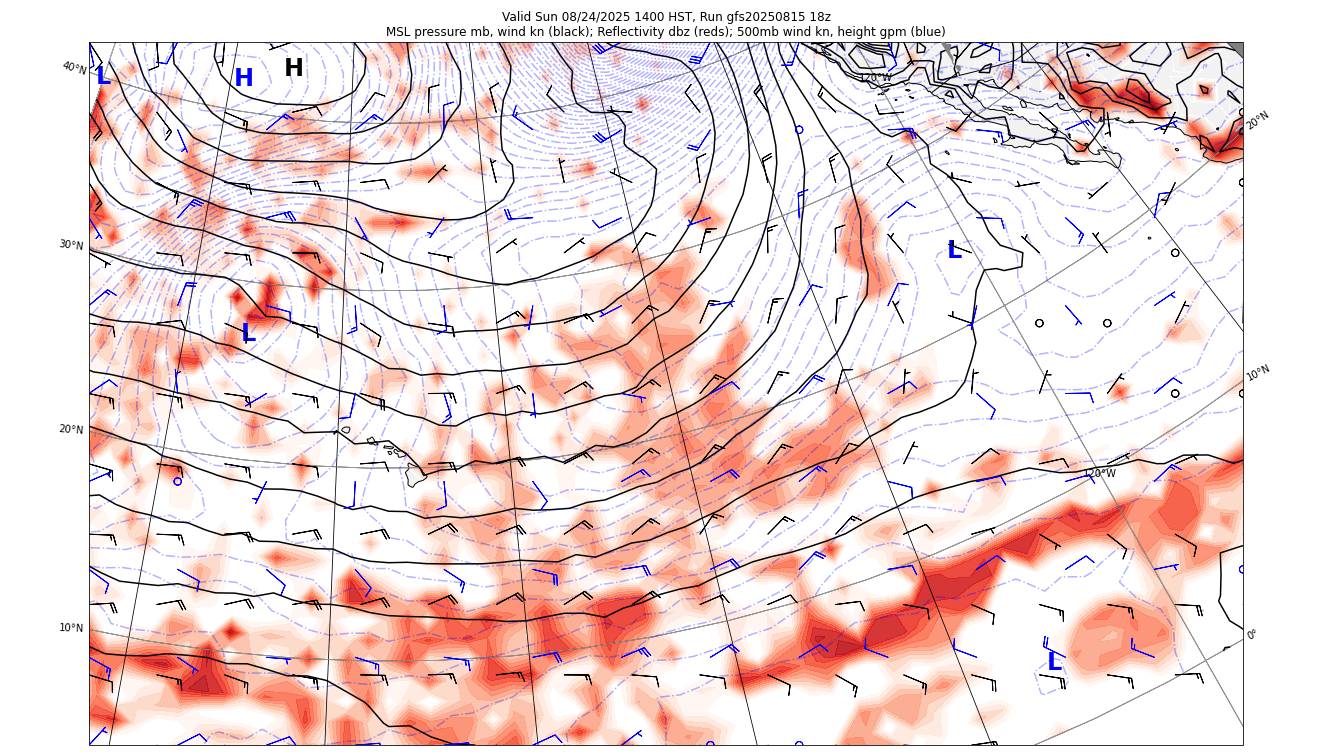 Valid Sun 08/24/2025 1400 HST, Run gfs20250815 18z
MSL pressure mb, wind kn (black); Reflectivity dbz (reds); 500mb wind kn, height gpm (blue)
40°N
L
H
H
120°W
20°N
30°N
L
L
10°N
20°N
120°W
10°N
0°
L